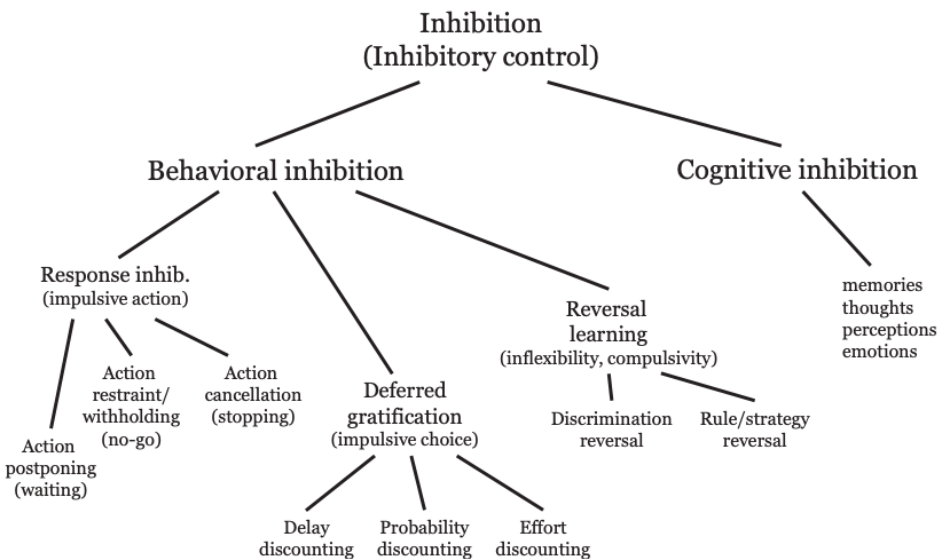 Inhibition
(Inhibitory control)
Behavioral inhibition
Cognitive inhibition
Response inhib.
(impulsive action)
memories
thoughts
perceptions
emotions
Reversal
learning
(inflexibility, compulsivity)
Action
restraint/
withholding
(no-go)
Action
cancellation
(stopping)
Deferred
gratification
(impulsive choice)
Discrimination
reversal
Rule/strategy
reversal
Action
postponing
(waiting)
Delay
discounting
Probability
discounting
Effort
discounting